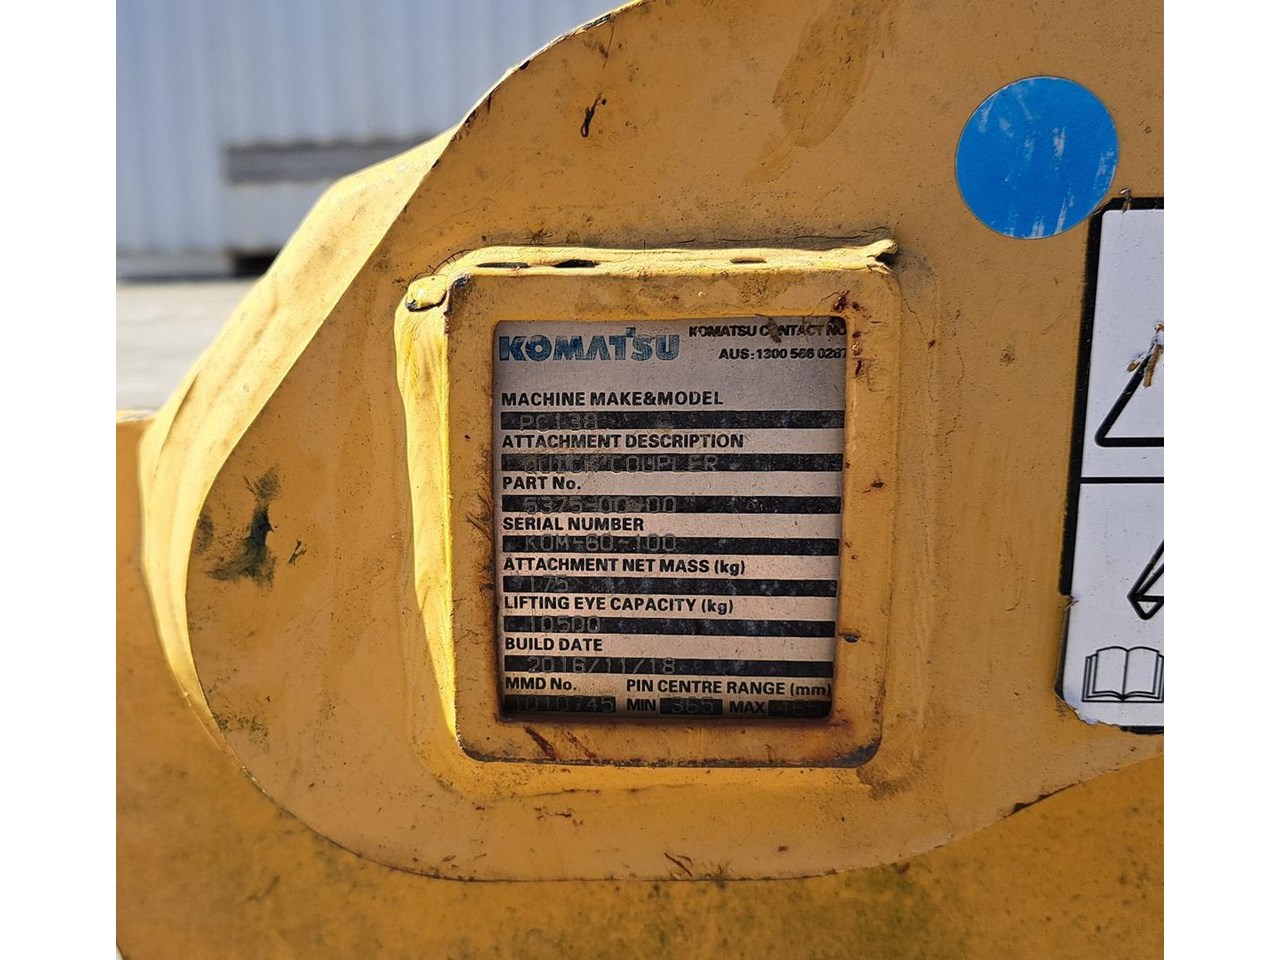 KOMATSU
KOMATSU CONTACT NO
AUS:1300 566 0287
MACHINE MAKE&MODEL
PC138
ATTACHMENT DESCRIPTION
QUICK COUPLER
PART No.
5375-00-00
SERIAL NUMBER
KOM-60-100
ATTACHMENT NET MASS (kg)
175
LIFTING EYE CAPACITY (kg)
10500
BUILD DATE
2016/11/18
MMD No. PIN CENTRE RANGE (mm)
MIN 365 MAX